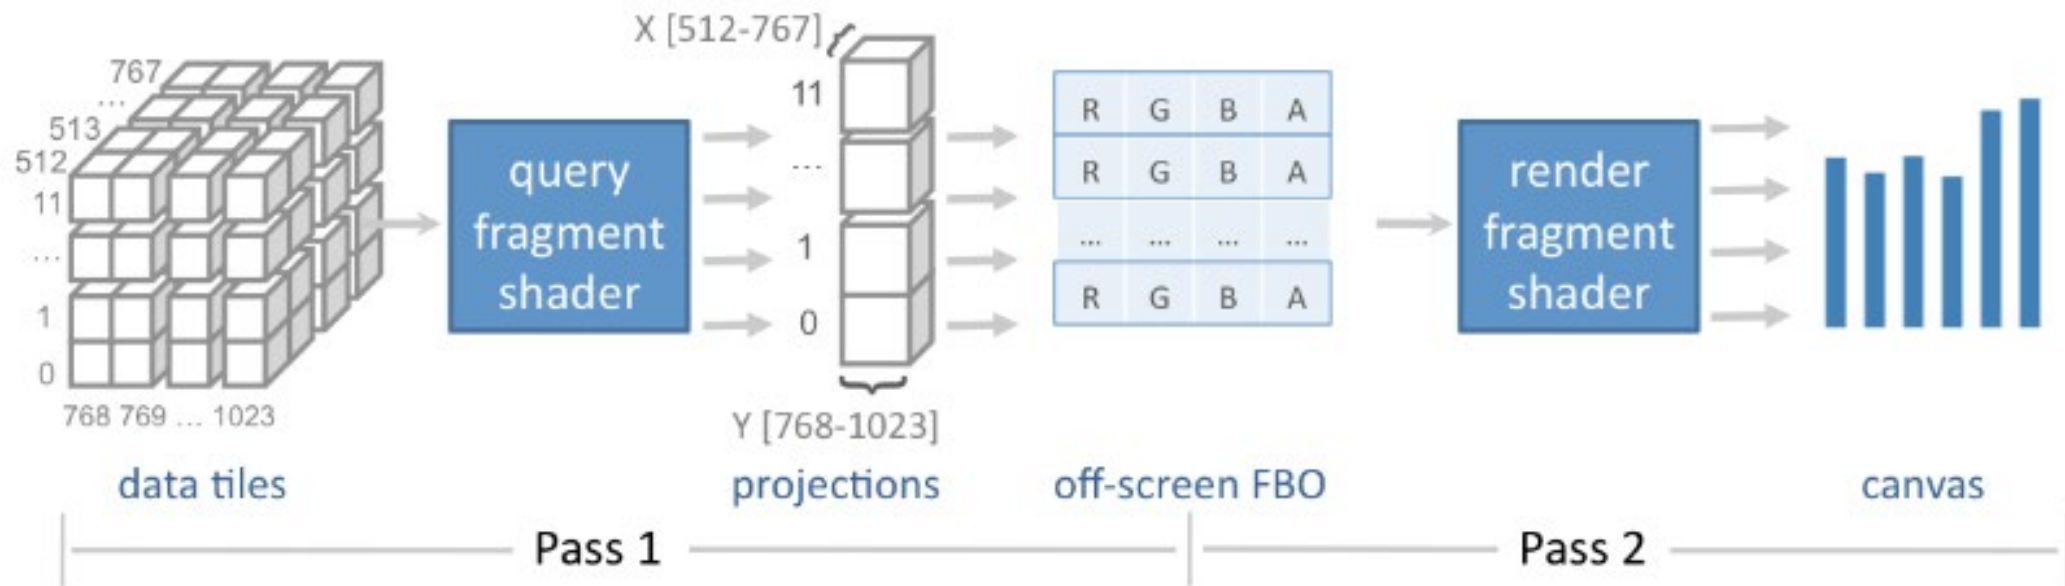 X [512-767]
767
...
513
512
11
...
1
0
768 769 ... 1023
query
fragment
shader
11
...
1
0
Y [768-1023]
R G B A
R G B A
... ... ... ...
R G B A
render
fragment
shader
data tiles
projections
off-screen FBO
canvas
Pass 1
Pass 2